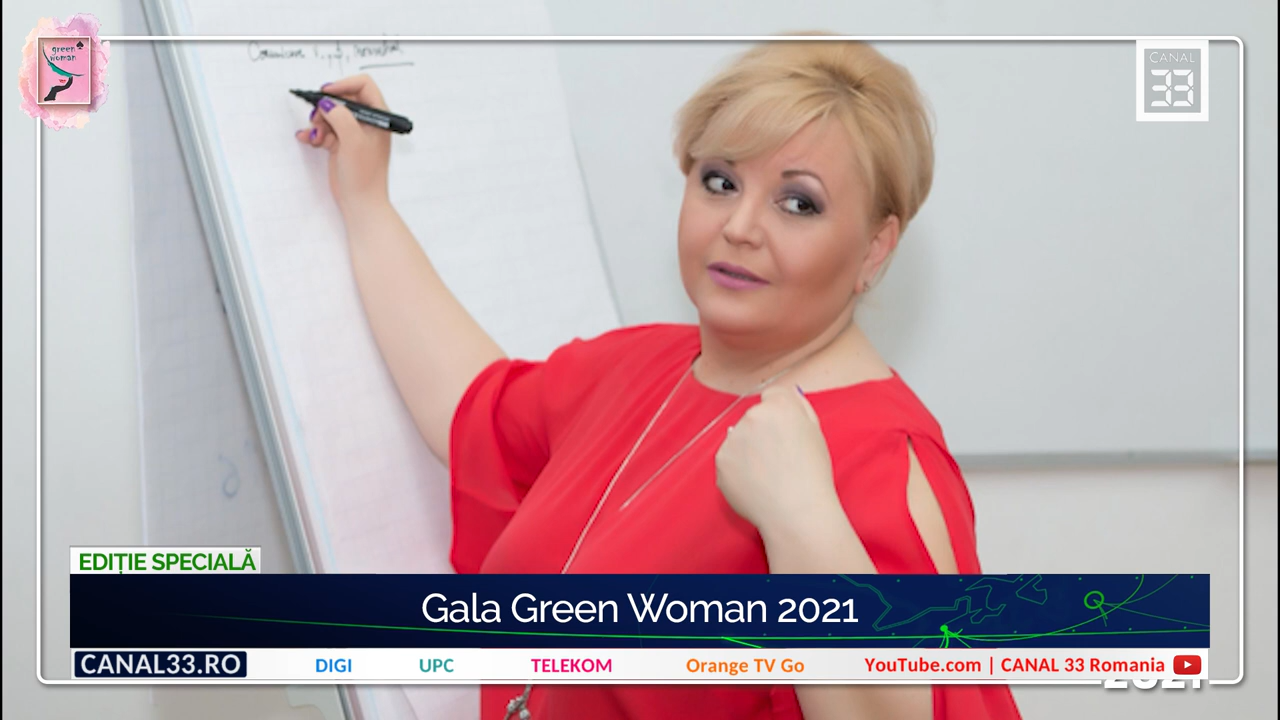 green
woman
CANAL
33
EDIȚIE SPECIALĂ
Gala Green Woman 2021
CANAL33.RO DIGI UPC TELEKOM Orange TV Go YouTube.com | CANAL 33 Romania
2021